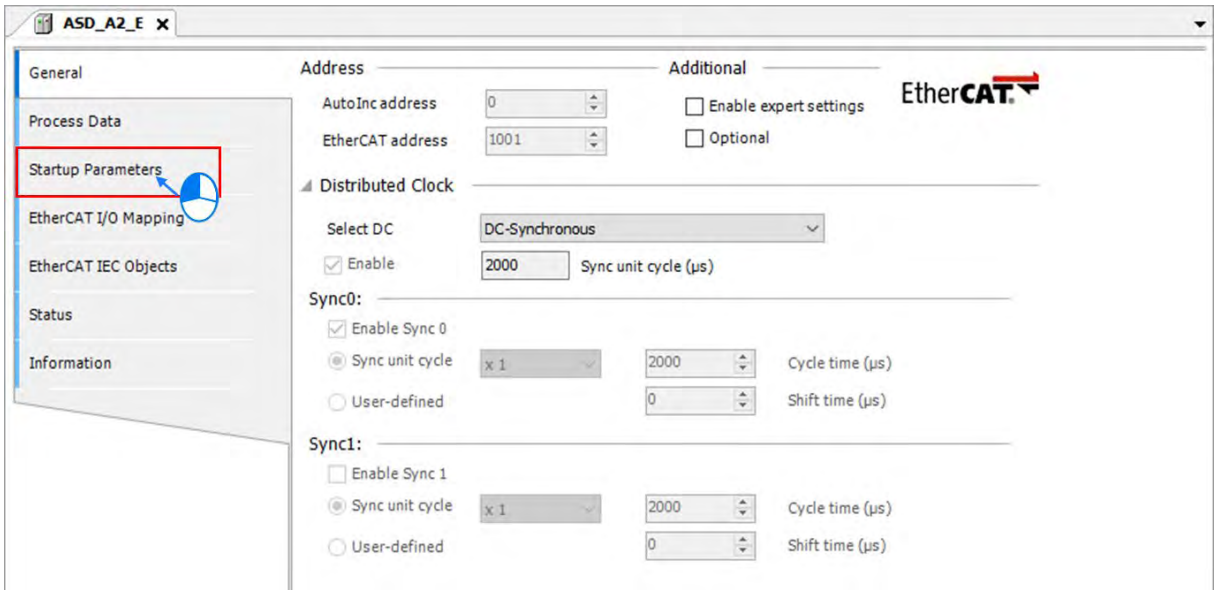 ASD_A2_E
General
Process Data
Startup Parameters
EtherCAT I/O Mapping
EtherCAT IEC Objects
Status
Information
Address
AutoInc address 0
EtherCAT address 1001
Additional
Enable expert settings
Optional
EtherCAT.
Distributed Clock
Select DC DC-Synchronous
Enable 2000 Sync unit cycle (µs)
Sync0:
Enable Sync 0
Sync unit cycle x 1 2000 Cycle time (µs)
User-defined 0 Shift time (µs)
Sync1:
Enable Sync 1
Sync unit cycle x 1 2000 Cycle time (µs)
User-defined 0 Shift time (µs)